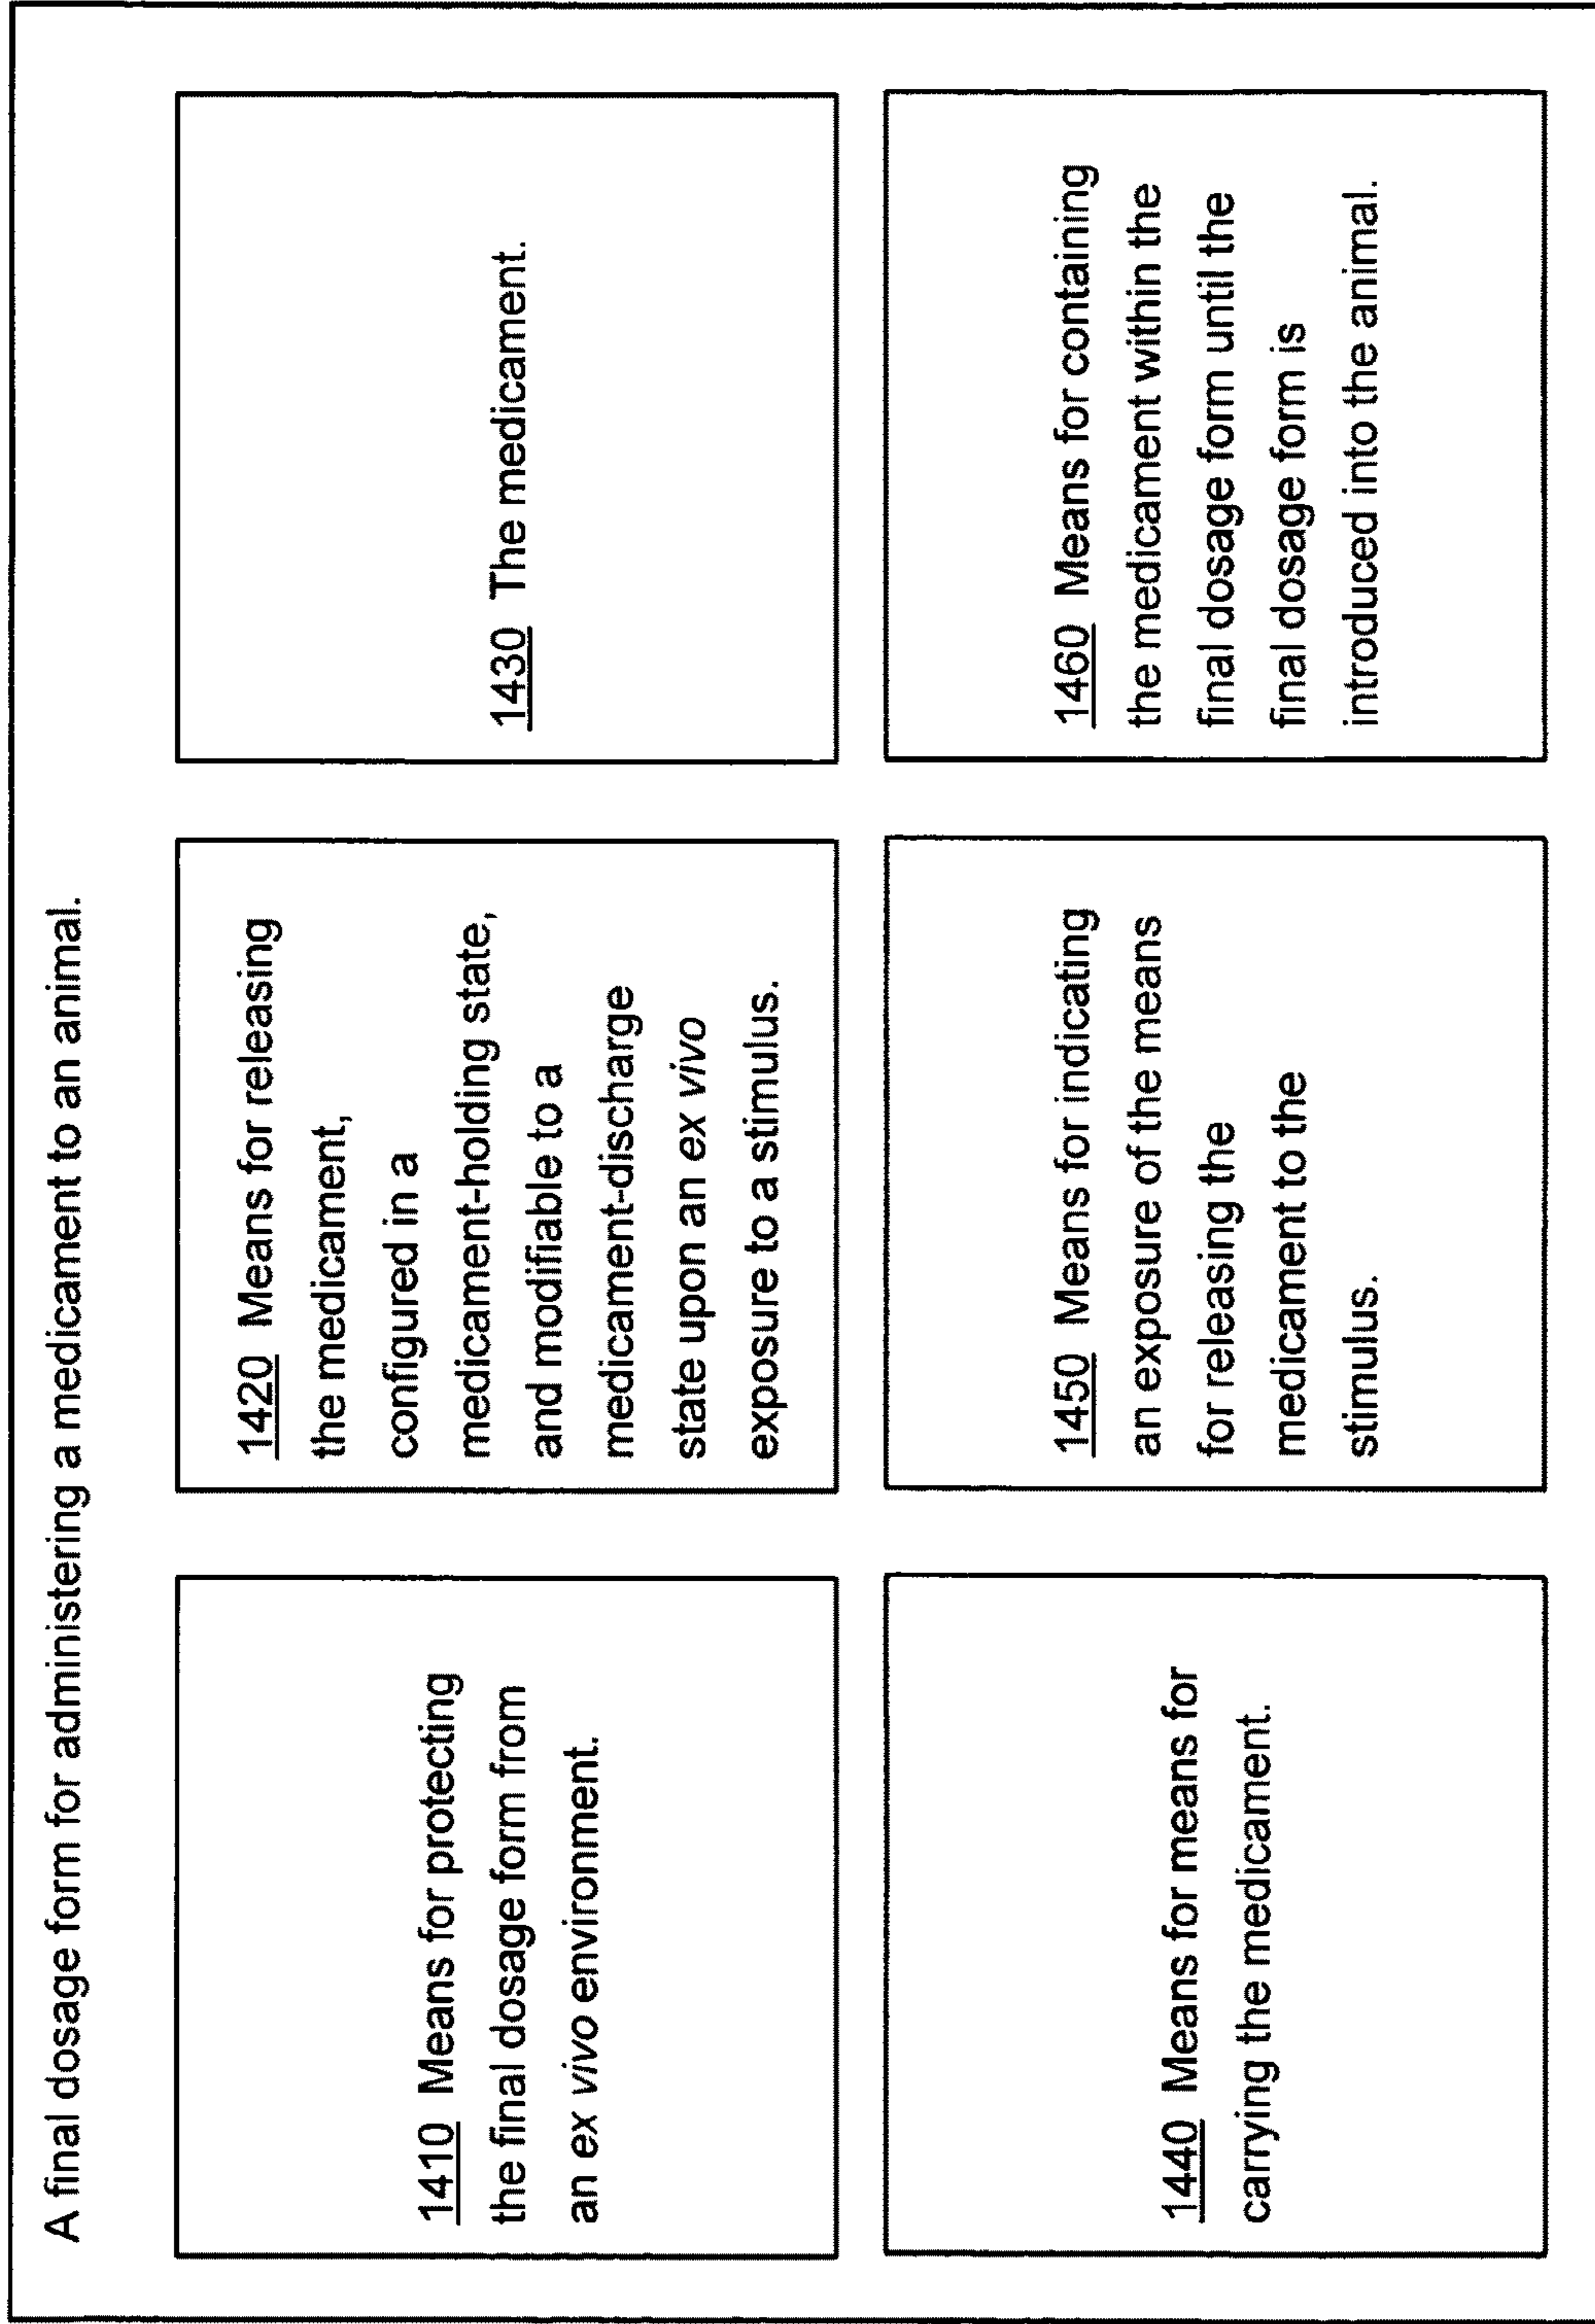 A final dosage form for administering a medicament to an animal.
1410 Means for protecting
the final dosage form from
an ex vivo environment.
1420 Means for releasing
the medicament,
configured in a
medicament-holding state,
and modifiable to a
medicament-discharge
state upon an ex vivo
exposure to a stimulus.
1430 The medicament.
1440 Means for means for
carrying the medicament.
1450 Means for indicating
an exposure of the means
for releasing the
medicament to the
stimulus.
1460 Means for containing
the medicament within the
final dosage form until the
final dosage form is
introduced into the animal.